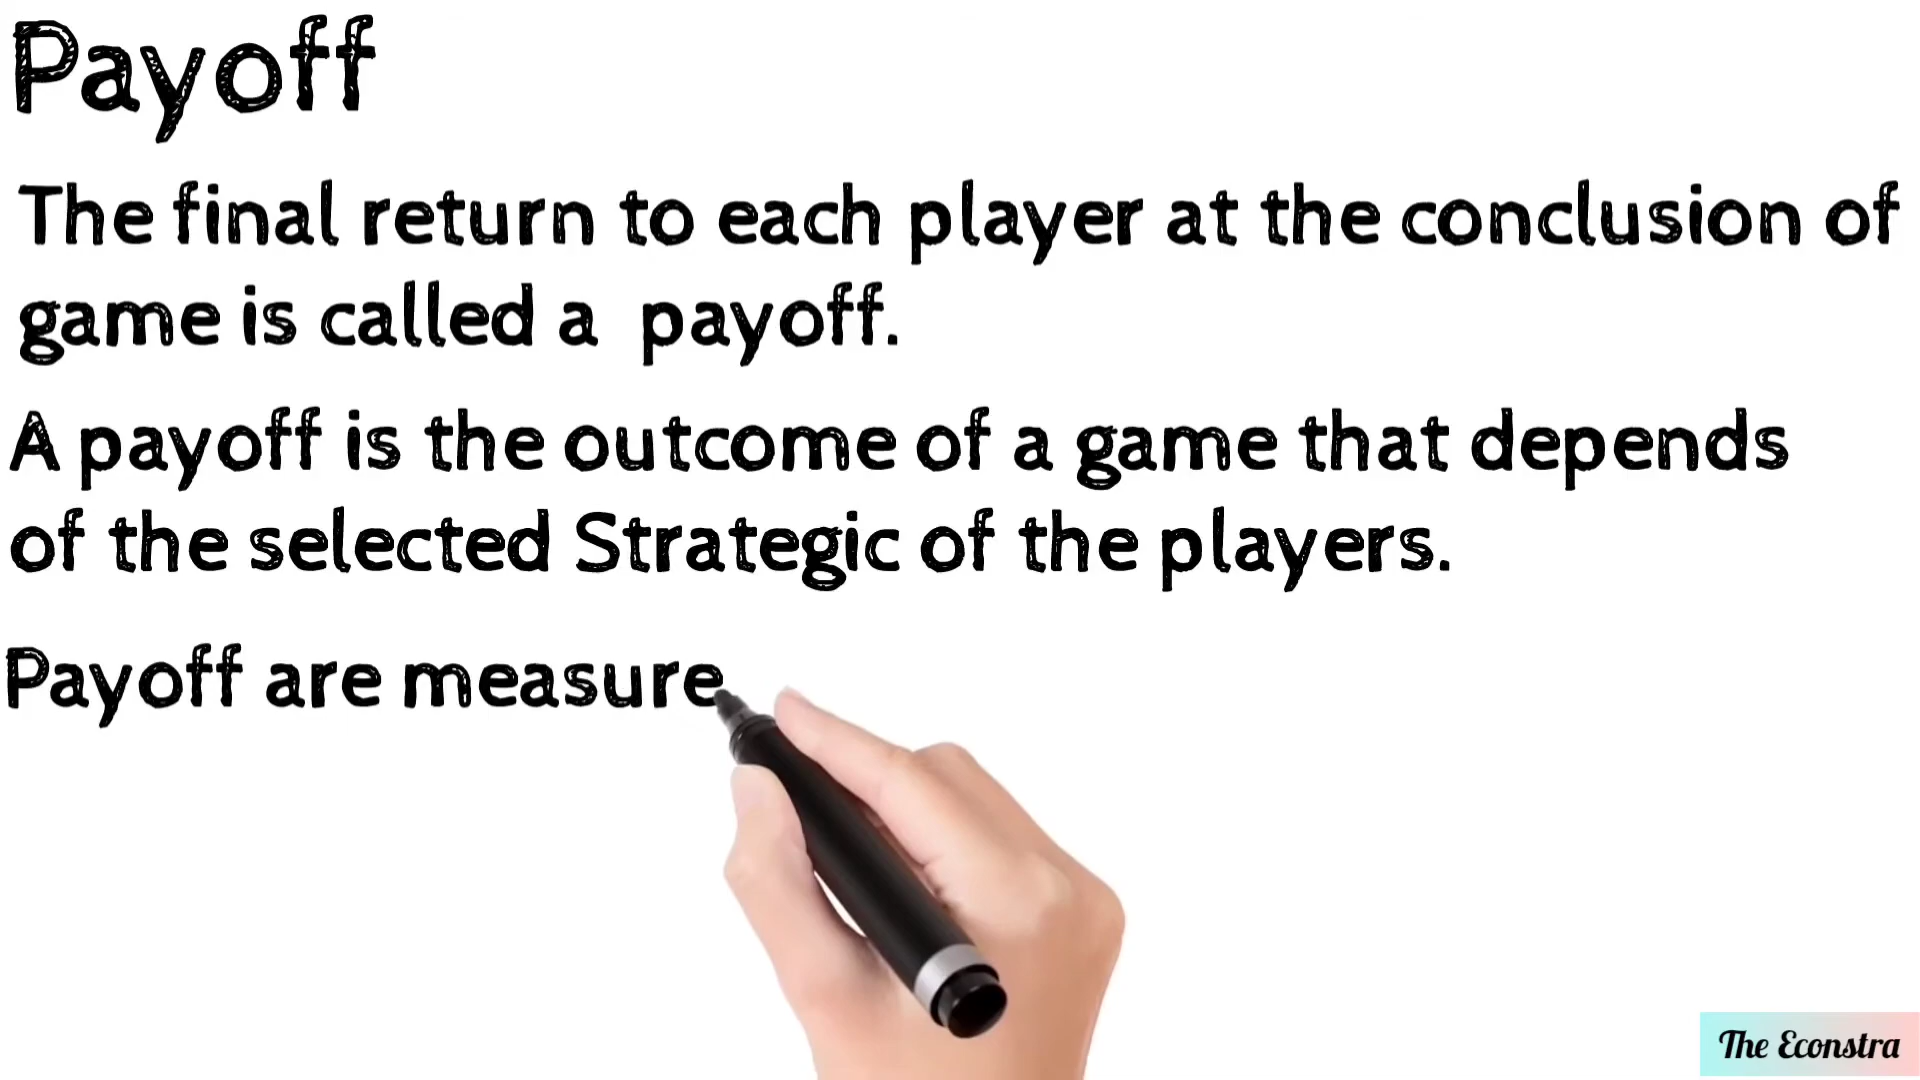 Payoff
The final return to each player at the conclusion of
game is called a payoff.
A payoff is the outcome of a game that depends
of the selected Strategic of the players.
Payoff are measure
The Econstra